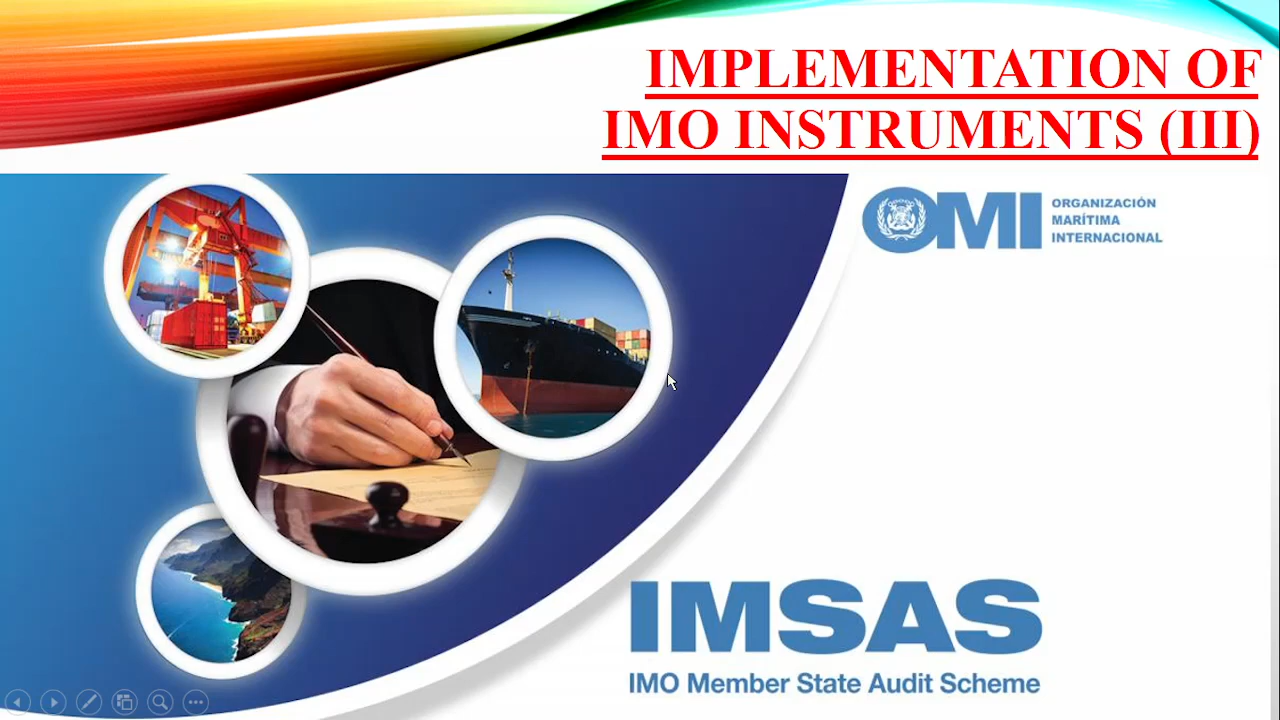 IMPLEMENTATION OF
IMO INSTRUMENTS (III)
OMI
ORGANIZACIÓN
MARÍTIMA
INTERNACIONAL
IMSAS
IMO Member State Audit Scheme